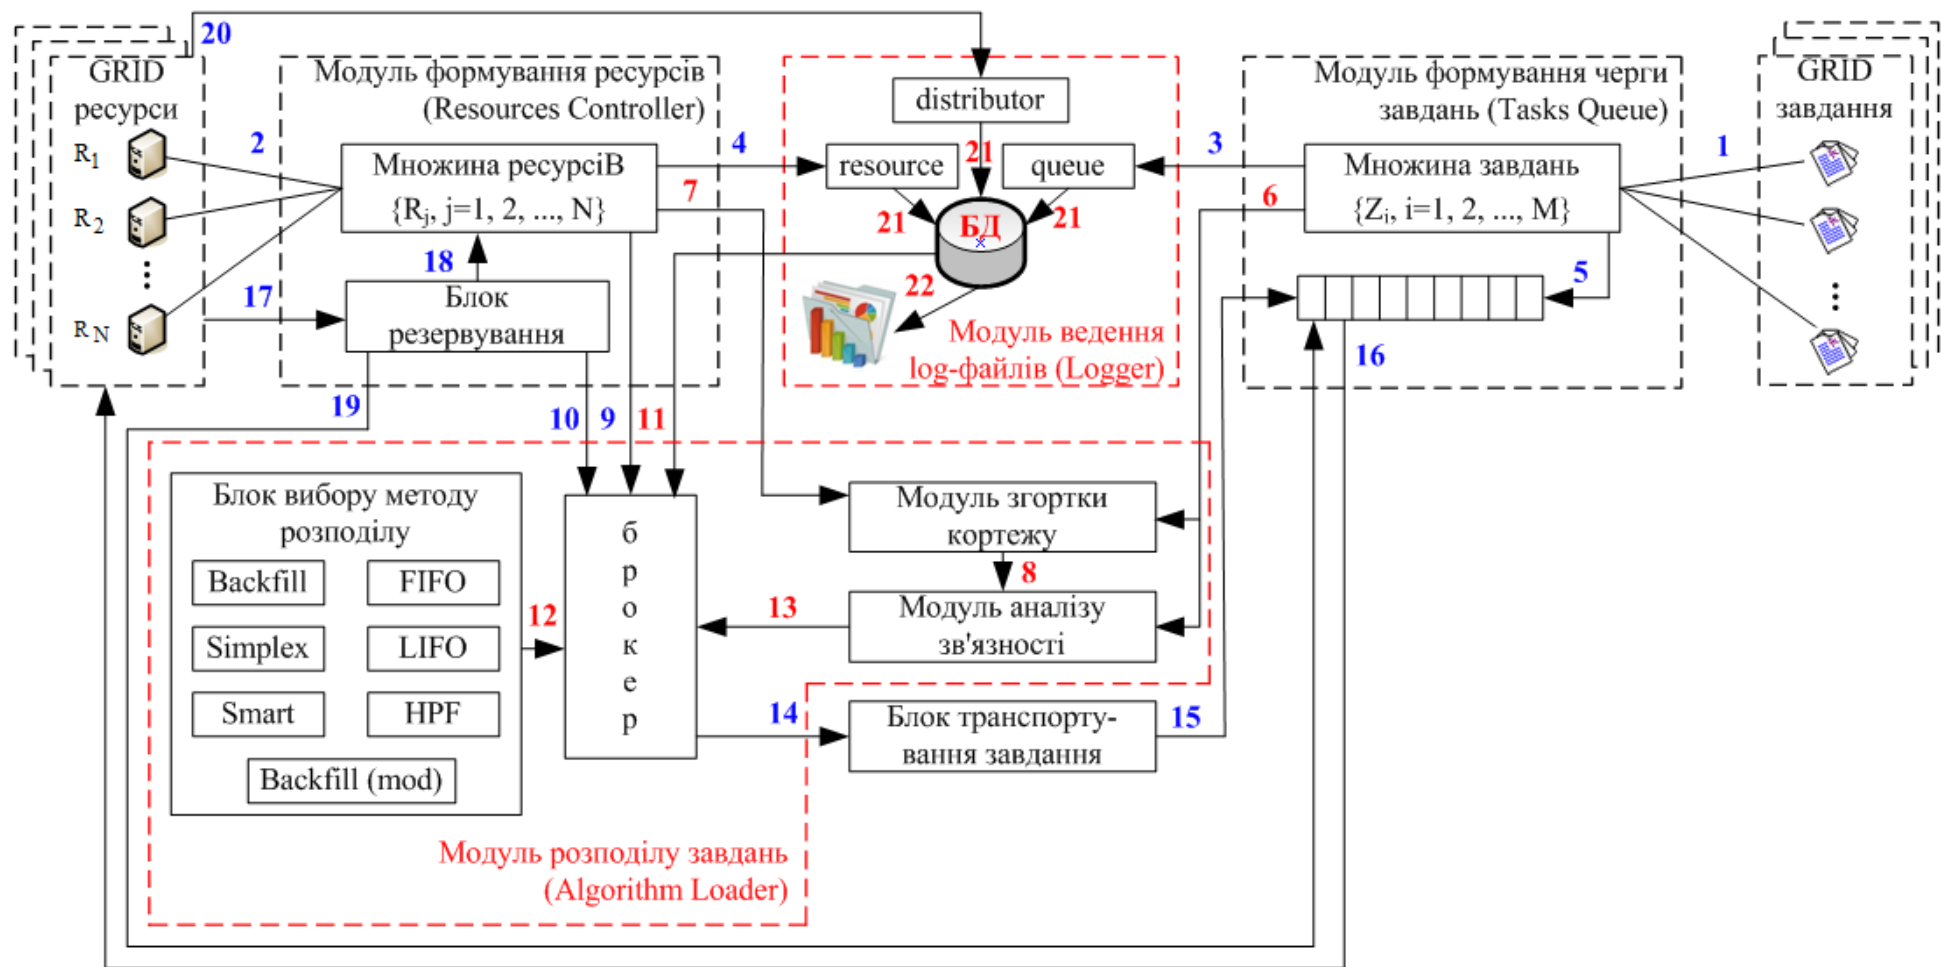 20
GRID
ресурси
R1
R2
RN
2
17
Модуль формування ресурсів
(Resources Controller)
Множина ресурсіВ
{Rj, j=1, 2, ..., N}
18
Блок
резервування
4
7
19
10
9
11
distributor
resource
21
queue
21
БД
21
22
Модуль ведення
log-файлів (Logger)
3
6
Модуль формування черги
завдань (Tasks Queue)
Множина завдань
{Zi, i=1, 2, ..., M}
5
16
1
GRID
завдання
Блок вибору методу
розподілу
Backfill
FIFO
Simplex
LIFO
Smart
HPF
Backfill (mod)
12
б
р
о
к
е
р
Модуль згортки
кортежу
8
13
Модуль аналізу
зв'язності
14
Блок транспорту-
вання завдання
15
Модуль розподілу завдань
(Algorithm Loader)